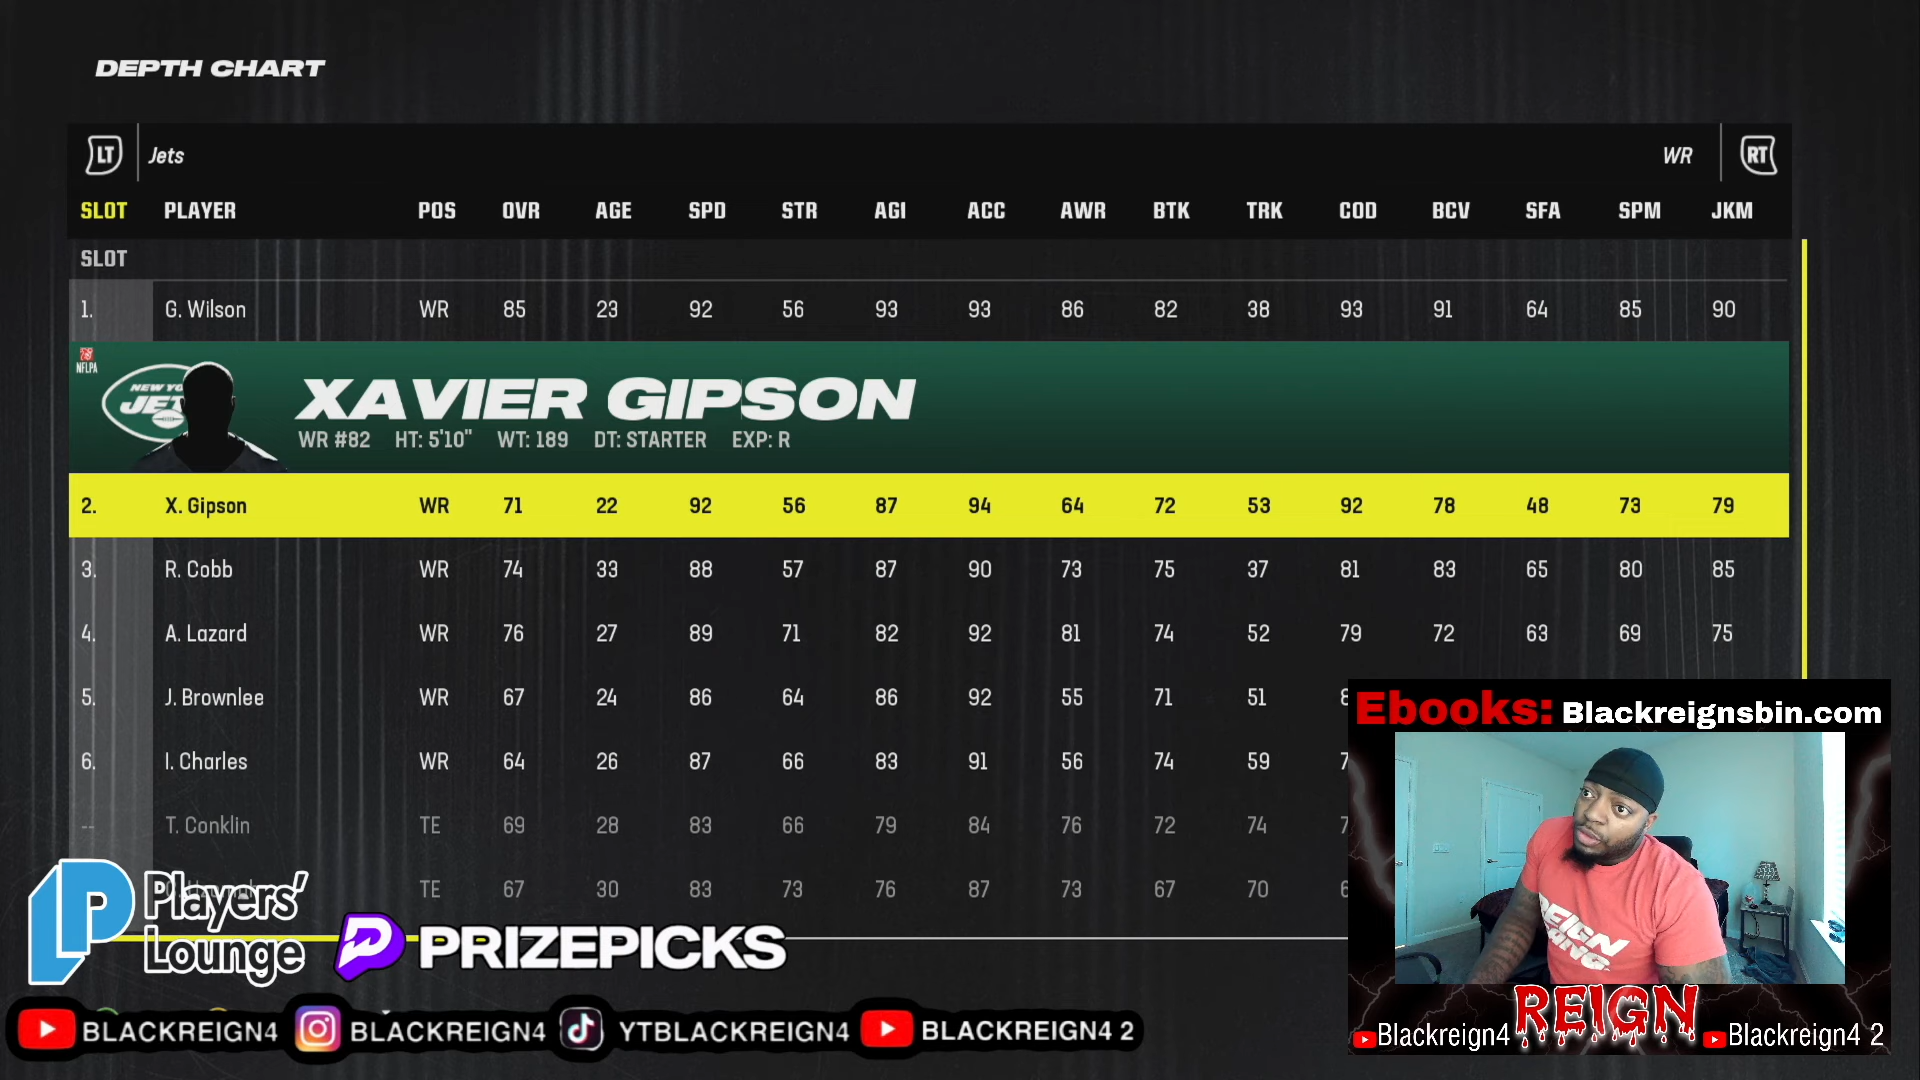 DEPTH CHART
LT Jets WR RT
SLOT PLAYER POS OVR AGE SPD STR AGI ACC AWR BTK TRK COD BCV SFA SPM JKM
SLOT
1. G. Wilson WR 85 23 92 56 93 93 86 82 38 93 91 64 85 90
NFLPA
NEW YO
JET
XAVIER GIPSON
WR #82 HT: 5'10" WT: 189 DT: STARTER EXP: R
2. X. Gipson WR 71 22 92 56 87 94 64 72 53 92 78 48 73 79
3. R. Cobb WR 74 33 88 57 87 90 73 75 37 81 83 65 80 85
4. A. Lazard WR 76 27 89 71 82 92 81 74 52 79 72 63 69 75
5. J. Brownlee WR 67 24 86 64 86 92 55 71 51
6. I. Charles WR 64 26 87 66 83 91 56 74 59
-- T. Conklin TE 69 28 83 66 79 84 76 72 74
TE 67 30 83 73 76 87 73 67 70
Ebooks: Blackreignsbin.com
REIGN
Players'
Lounge
PRIZEPICKS
BLACKREIGN4 BLACKREIGN4 YTBLACKREIGN4 BLACKREIGN4 2
Blackreign4 REIGN Blackreign4 2